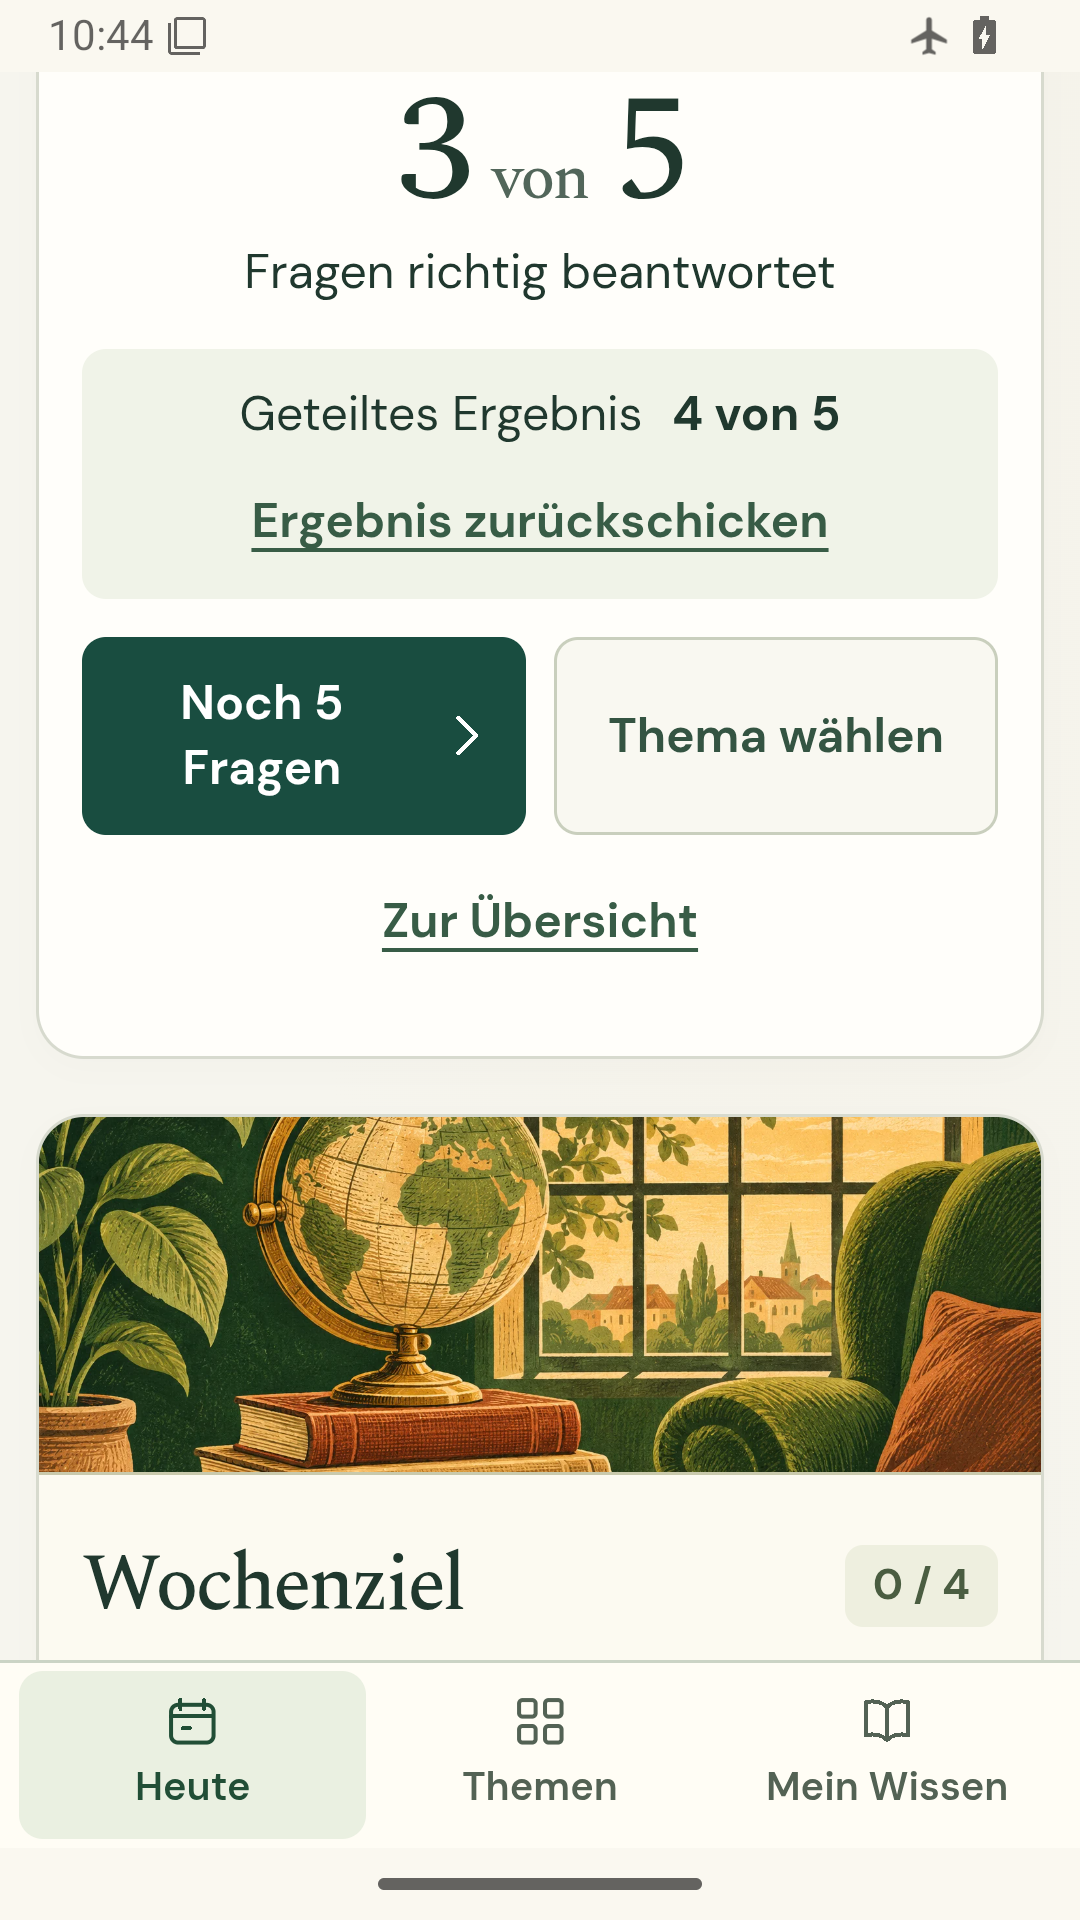 10:44
3 von 5
Fragen richtig beantwortet
Geteiltes Ergebnis 4 von 5
Ergebnis zurückschicken
Noch 5
Fragen
Thema wählen
Zur Übersicht
Wochenziel
0 / 4
Heute
Themen
Mein Wissen